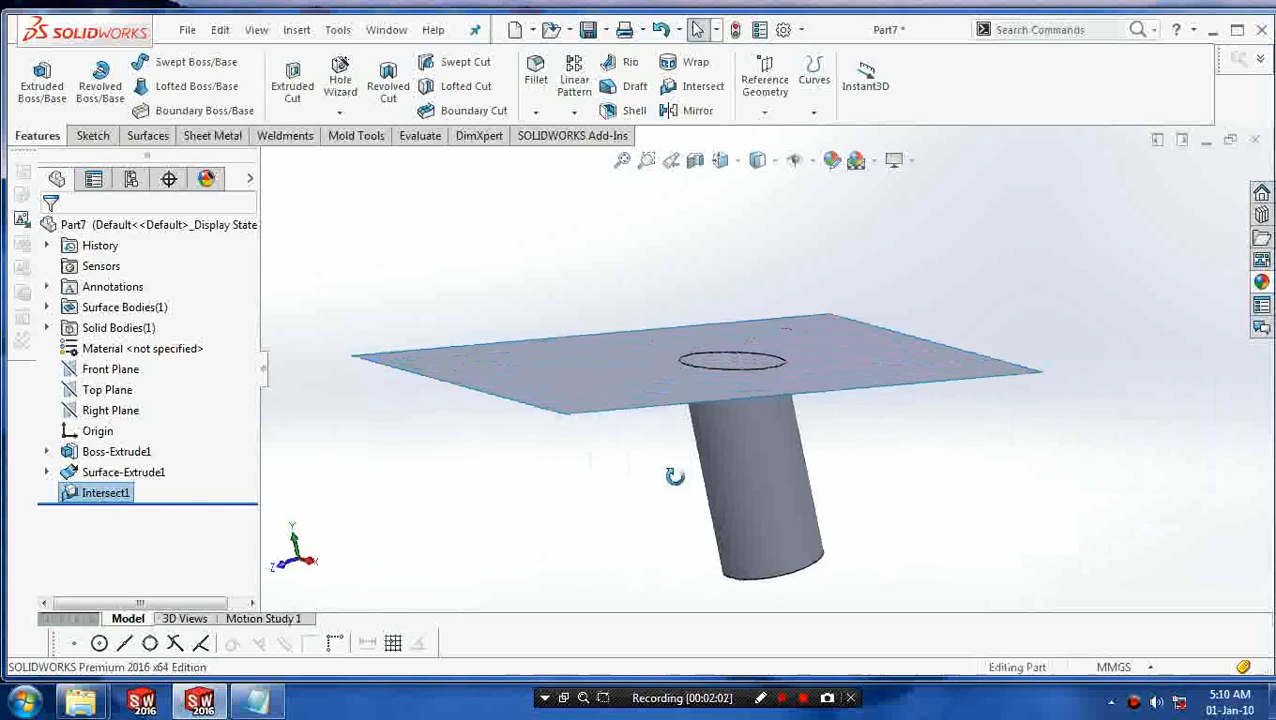 SOLIDWORKS File Edit View Insert Tools Window Help Part7 * Search Commands
Extruded Boss/Base
Revolved Boss/Base
Swept Boss/Base
Lofted Boss/Base
Boundary Boss/Base
Extruded Cut
Hole Wizard
Revolved Cut
Swept Cut
Lofted Cut
Boundary Cut
Fillet
Linear Pattern
Rib
Draft
Shell
Wrap
Intersect
Mirror
Reference Geometry
Curves
Instant3D
Features Sketch Surfaces Sheet Metal Weldments Mold Tools Evaluate DimXpert SOLIDWORKS Add-Ins
Part7 (Default<<Default>_Display State
History
Sensors
Annotations
Surface Bodies(1)
Solid Bodies(1)
Material <not specified>
Front Plane
Top Plane
Right Plane
Origin
Boss-Extrude1
Surface-Extrude1
Intersect1
Y
Z X
Model 3D Views Motion Study 1
SOLIDWORKS Premium 2016 x64 Edition Editing Part MMGS
SW 2016 SW 2016 Recording [00:02:02] 5:10 AM
01-Jan-10